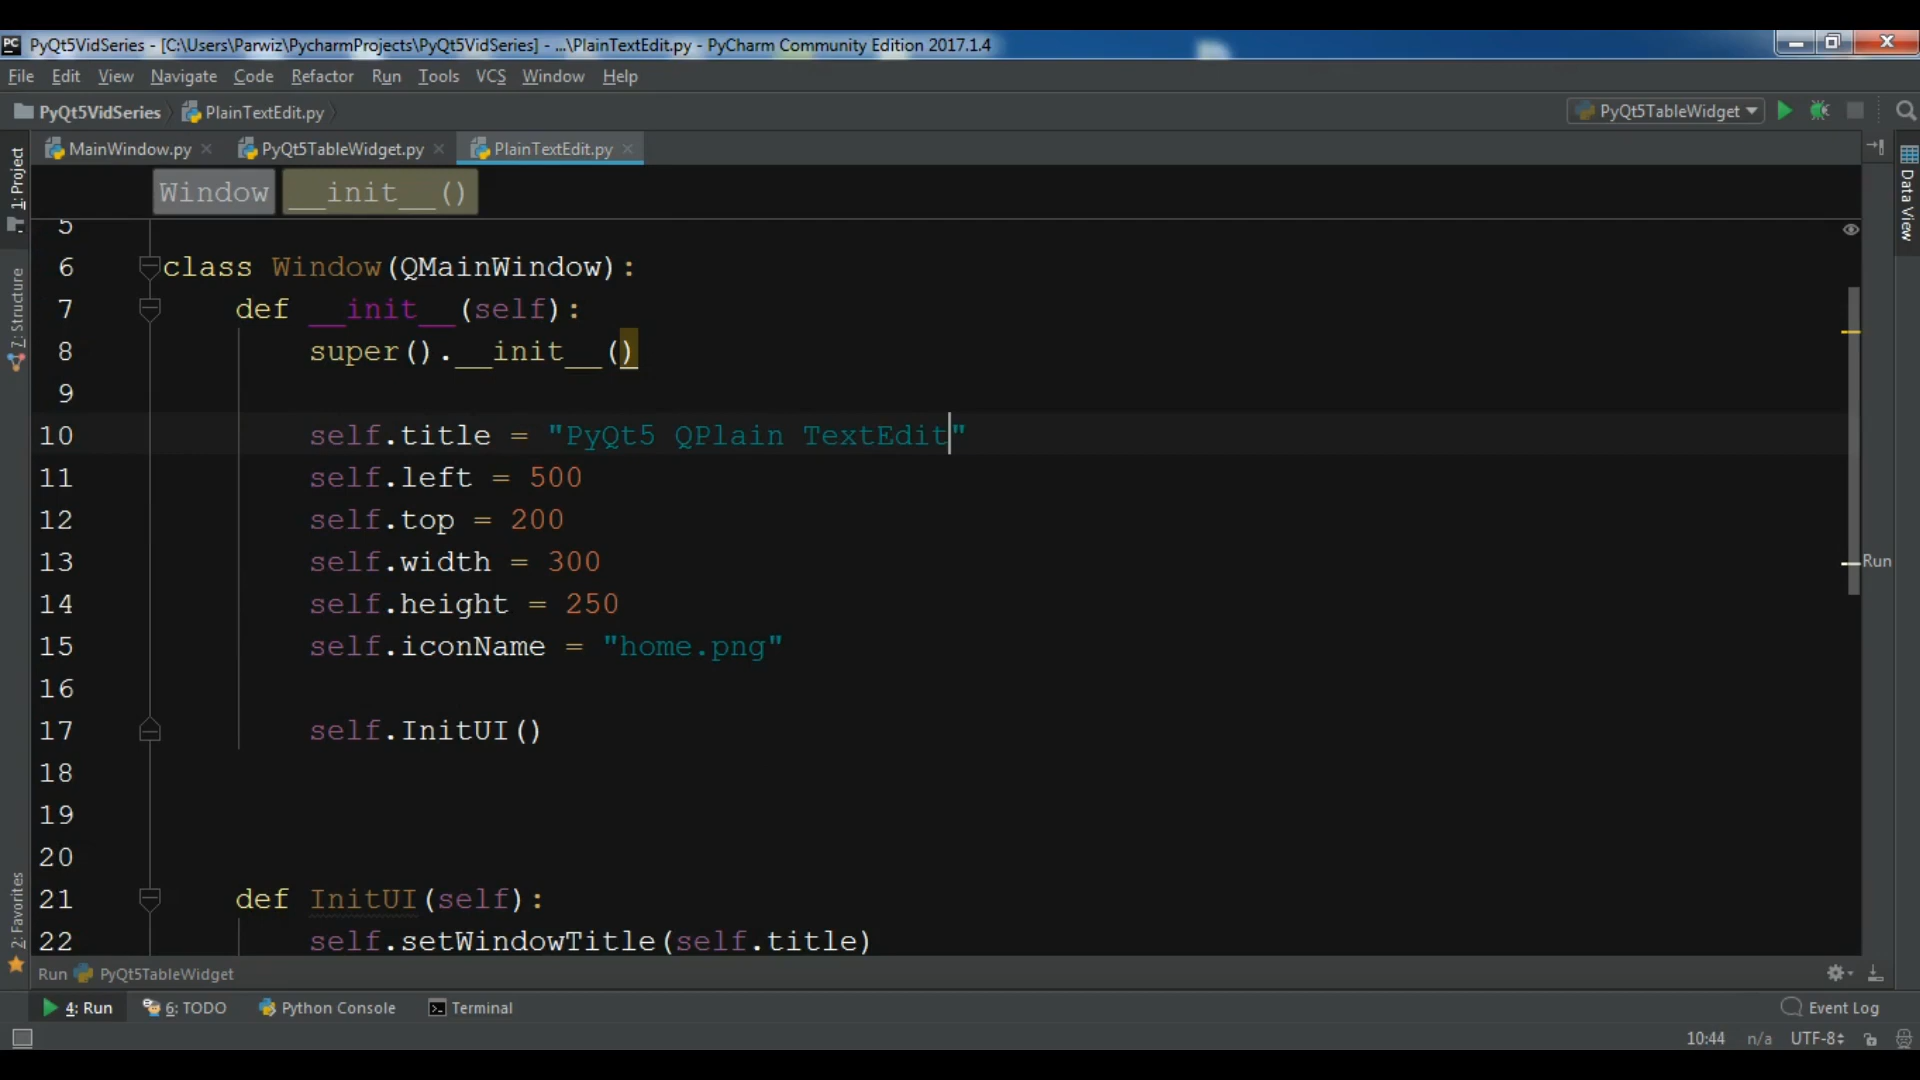 PC PyQt5VidSeries - [C:\Users\Parwiz\PycharmProjects\PyQt5VidSeries] - ...\PlainTextEdit.py - PyCharm Community Edition 2017.1.4
File Edit View Navigate Code Refactor Run Tools VCS Window Help
PyQt5VidSeries PlainTextEdit.py PyQt5TableWidget
MainWindow.py PyQt5TableWidget.py PlainTextEdit.py
1: Project
Data View
Window __init__()
5
6 class Window(QMainWindow):
7 def __init__(self):
8 super().__init__()
7: Structure
9
10 self.title = "PyQt5 QPlain TextEdit"
11 self.left = 500
12 self.top = 200
13 self.width = 300
Run
14 self.height = 250
15 self.iconName = "home.png"
16
17 self.InitUI()
18
19
20
21 def InitUI(self):
22 self.setWindowTitle(self.title)
2: Favorites
Run PyQt5TableWidget
4: Run 6: TODO Python Console Terminal Event Log
10:44 n/a UTF-8